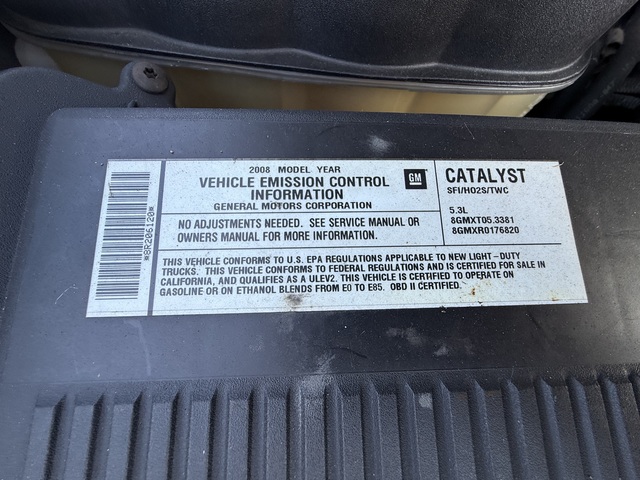 2008 MODEL YEAR
VEHICLE EMISSION CONTROL
INFORMATION
GENERAL MOTORS CORPORATION
GM
CATALYST
SFI/HO2S/TWC
5.3L
8GMXT05.3381
8GMXR0176820
NO ADJUSTMENTS NEEDED. SEE SERVICE MANUAL OR
OWNERS MANUAL FOR MORE INFORMATION.
THIS VEHICLE CONFORMS TO U.S. EPA REGULATIONS APPLICABLE TO NEW LIGHT-DUTY
TRUCKS. THIS VEHICLE CONFORMS TO FEDERAL REGULATIONS AND IS CERTIFIED FOR SALE IN
CALIFORNIA, AND QUALIFIES AS A ULEV2. THIS VEHICLE IS CERTIFIED TO OPERATE ON
GASOLINE OR ON ETHANOL BLENDS FROM E0 TO E85. OBD II CERTIFIED.
*8R206120*